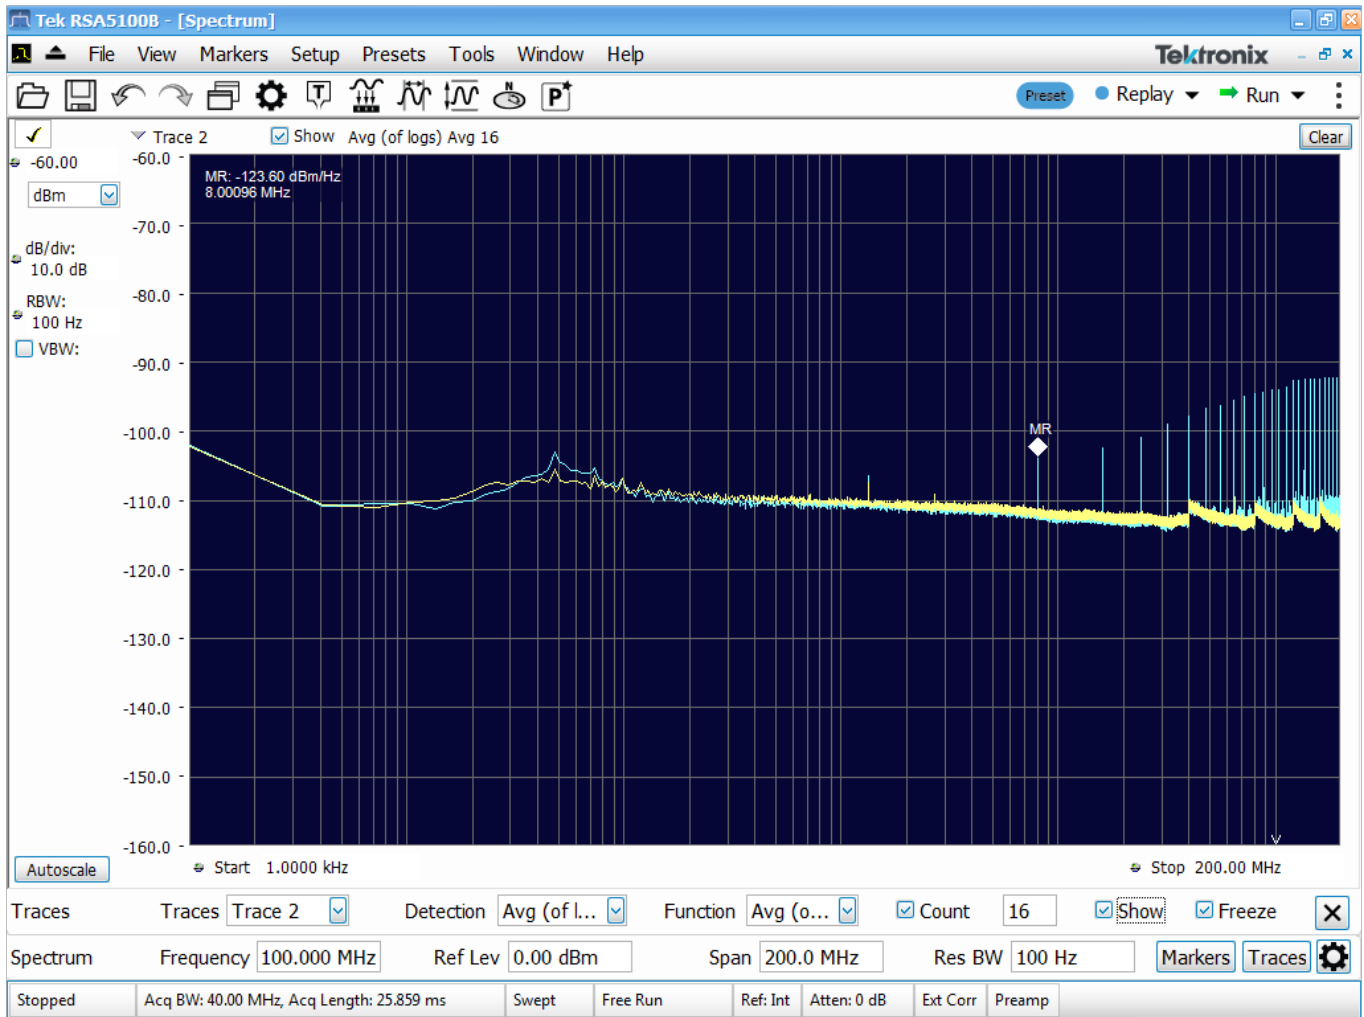 Tek RSA5100B - [Spectrum]
File View Markers Setup Presets Tools Window Help Tektronix
Preset Replay Run
Trace 2 Show Avg (of logs) Avg 16 Clear
-60.00
dBm
dB/div:
10.0 dB
RBW:
100 Hz
VBW:
Autoscale
-60.0
-70.0
-80.0
-90.0
-100.0
-110.0
-120.0
-130.0
-140.0
-150.0
-160.0
MR: -123.60 dBm/Hz
8.00096 MHz
MR
Start 1.0000 kHz Stop 200.00 MHz
Traces Traces Trace 2 Detection Avg (of l... Function Avg (o... Count 16 Show Freeze
Spectrum Frequency 100.000 MHz Ref Lev 0.00 dBm Span 200.0 MHz Res BW 100 Hz Markers Traces
Stopped Acq BW: 40.00 MHz, Acq Length: 25.859 ms Swept Free Run Ref: Int Atten: 0 dB Ext Corr Preamp